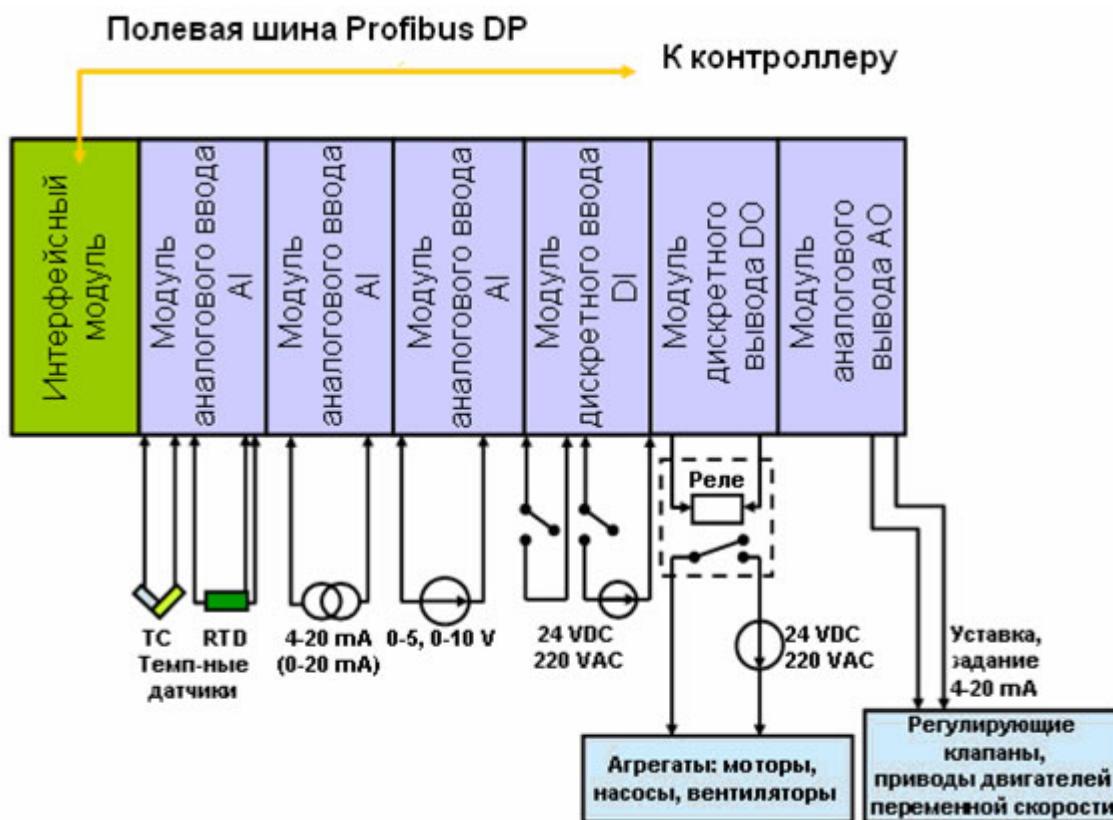 Полевая шина Profibus DP
К контроллеру
Интерфейсный
модуль
Модуль
аналогового ввода
AI
Модуль
аналогового ввода
AI
Модуль
аналогового ввода
AI
Модуль
дискретного ввода
DI
Модуль
дискретного
вывода DO
Модуль
аналогового
вывода AO
Реле
TC
RTD
Темп-ные
датчики
4-20 mA
(0-20 mA)
0-5, 0-10 V
24 VDC
220 VAC
24 VDC
220 VAC
Уставка,
задание
4-20 mA
Агрегаты: моторы,
насосы, вентиляторы
Регулирующие
клапаны,
приводы двигателей
переменной скорости